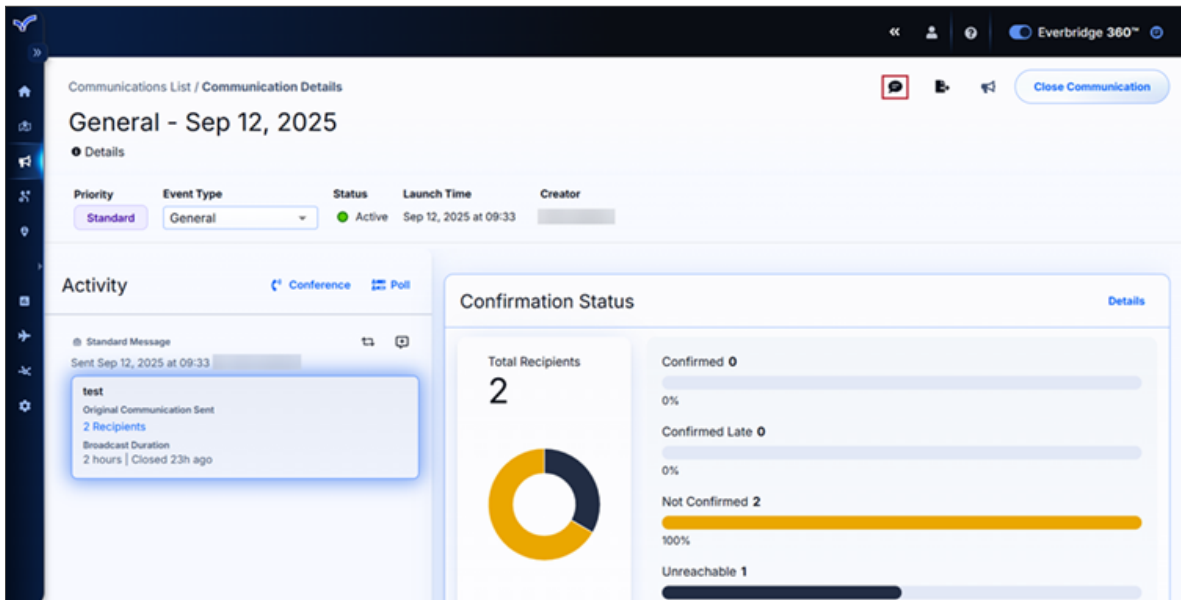 Everbridge 360™
Communications List / Communication Details
Close Communication
General - Sep 12, 2025
Details
Priority Event Type Status Launch Time Creator
Standard General Active Sep 12, 2025 at 09:33
Activity Conference Poll
Standard Message
Sent Sep 12, 2025 at 09:33
test
Original Communication Sent
2 Recipients
Broadcast Duration
2 hours | Closed 23h ago
Confirmation Status Details
Total Recipients
2
Confirmed 0
0%
Confirmed Late 0
0%
Not Confirmed 2
100%
Unreachable 1